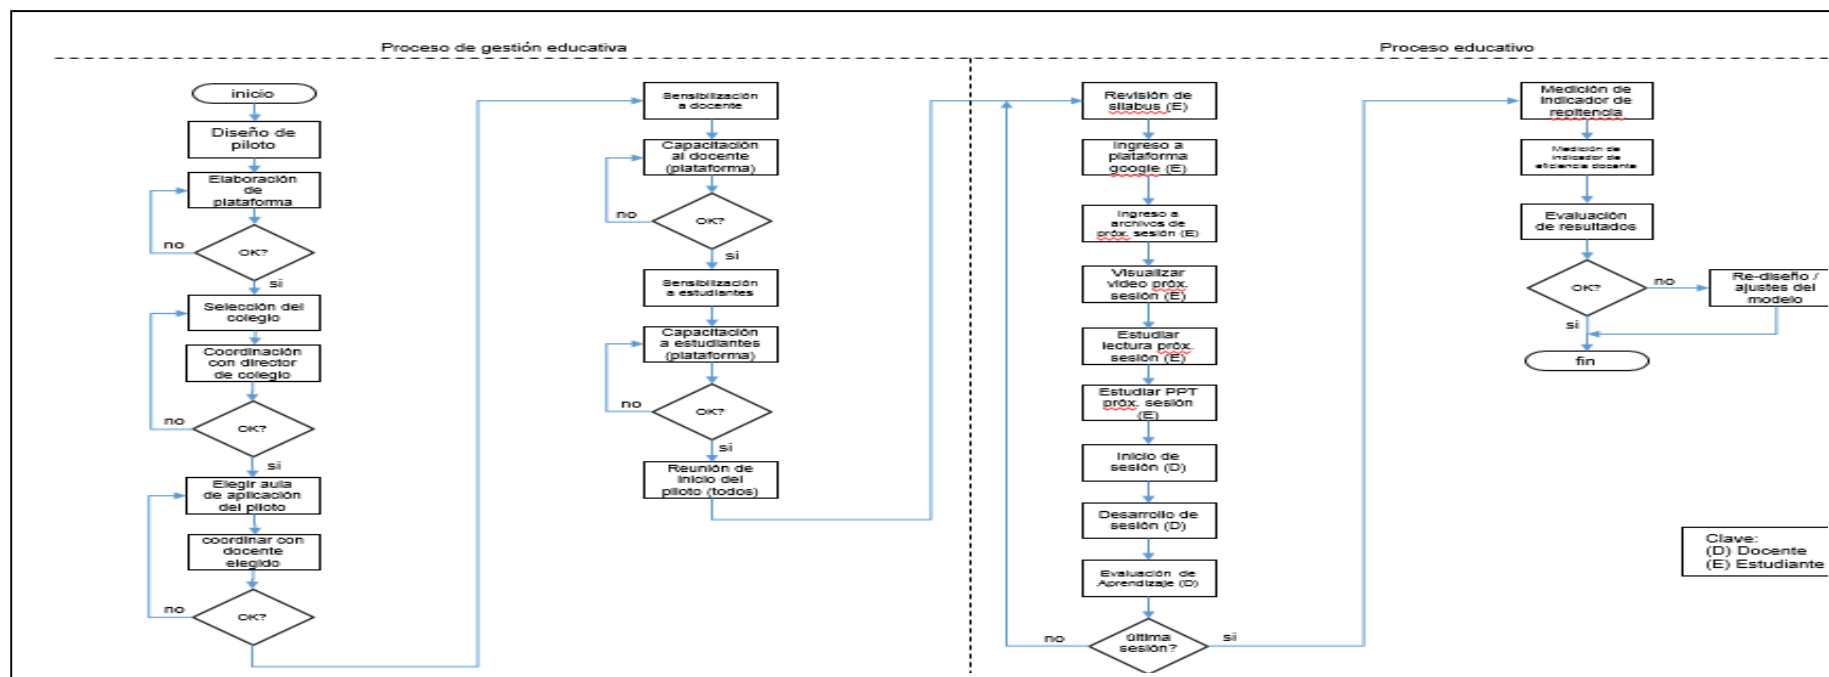 Proceso de gestión educativa
Proceso educativo
inicio
Diseño de
piloto
Elaboración
de
plataforma
OK?
no
si
Selección del
colegio
Coordinación
con director
de colegio
OK?
no
si
Elegir aula
de aplicación
del piloto
coordinar con
docente
elegido
OK?
no
Sensibilización
a docente
Capacitación
al docente
(plataforma)
OK?
no
si
Sensibilización
a estudiantes
Capacitación
a estudiantes
(plataforma)
OK?
no
si
Reunión de
inicio del
piloto (todos)
Revisión de
silabus (E)
Ingreso a
plataforma
google (E)
Ingreso a
archivos de
próx. sesión (E)
Visualizar
video próx.
sesión (E)
Estudiar
lectura próx.
sesión (E)
Estudiar PPT
próx. sesión
(E)
Inicio de
sesión (D)
Desarrollo de
sesión (D)
Evaluación de
Aprendizaje (D)
última
sesión?
no
si
Medición de
indicador de
repitencia
Medición de
indicador de
eficiencia docente
Evaluación
de resultados
OK?
no
Re-diseño /
ajustes del
modelo
si
fin
Clave:
(D) Docente
(E) Estudiante